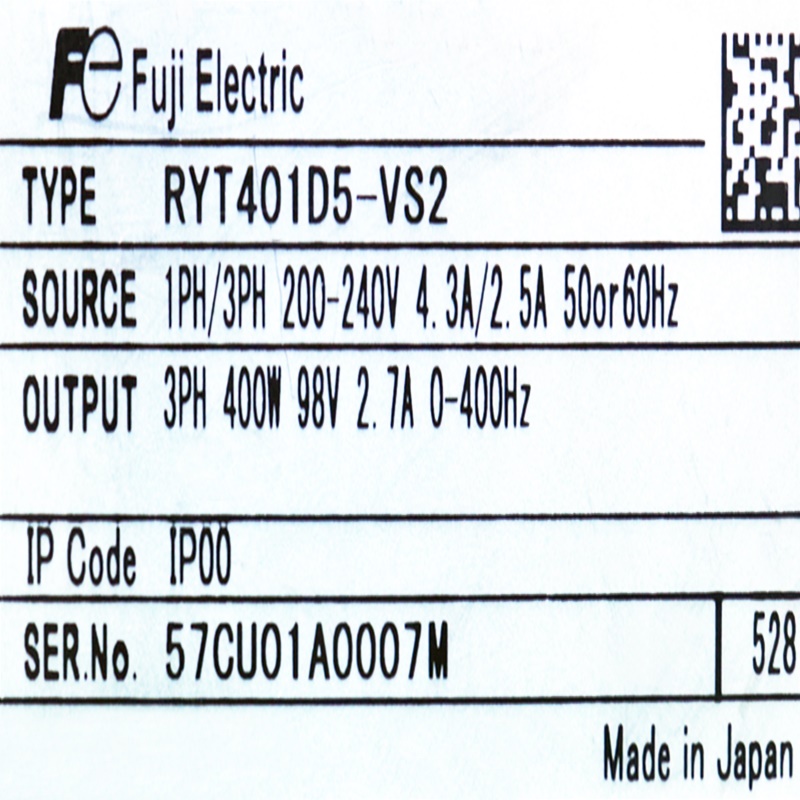 Fe Fuji Electric
TYPE RYT401D5-VS2
SOURCE 1PH/3PH 200-240V 4.3A/2.5A 50or60Hz
OUTPUT 3PH 400W 98V 2.7A 0-400Hz
IP Code IP00
SER.No. 57CU01A0007M 528
Made in Japan